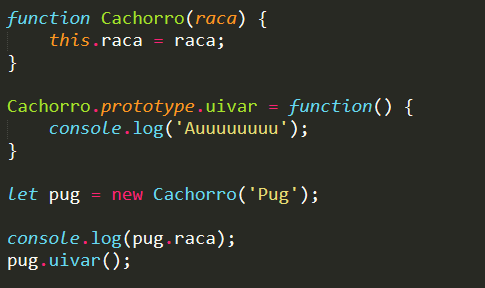 function Cachorro(raca) {
    this.raca = raca;
}

Cachorro.prototype.uivar = function() {
    console.log('Auuuuuuuu');
}

let pug = new Cachorro('Pug');

console.log(pug.raca);
pug.uivar();